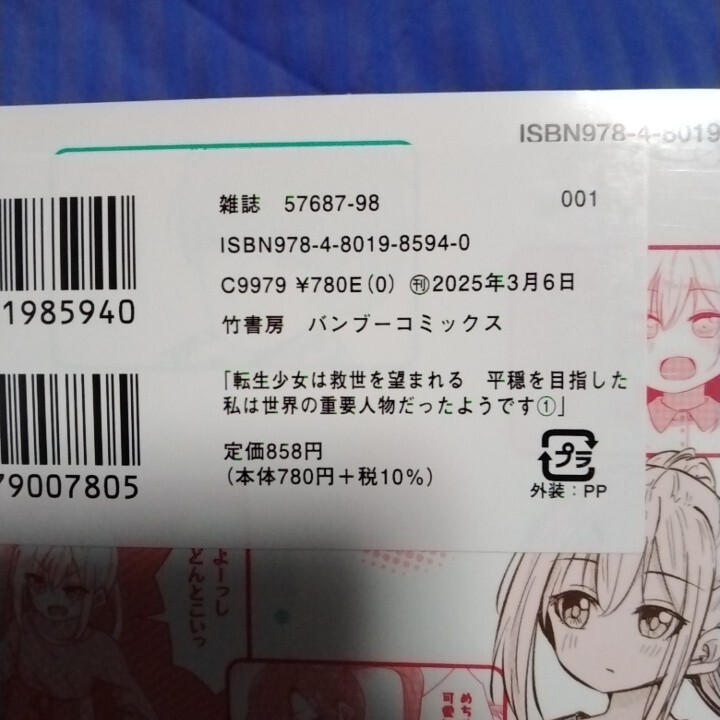 ISBN978-4-8019
雑誌 57687-98 001
ISBN978-4-8019-8594-0
C9979 ¥780E(0) ㊕2025年3月6日
竹書房 バンブーコミックス
1985940
「転生少女は救世を望まれる 平穏を目指した
私は世界の重要人物だったようです①」
定価858円
(本体780円+税10%)
プラ
外装:PP
79007805
よーっし
どんとこいっ
めち
可愛